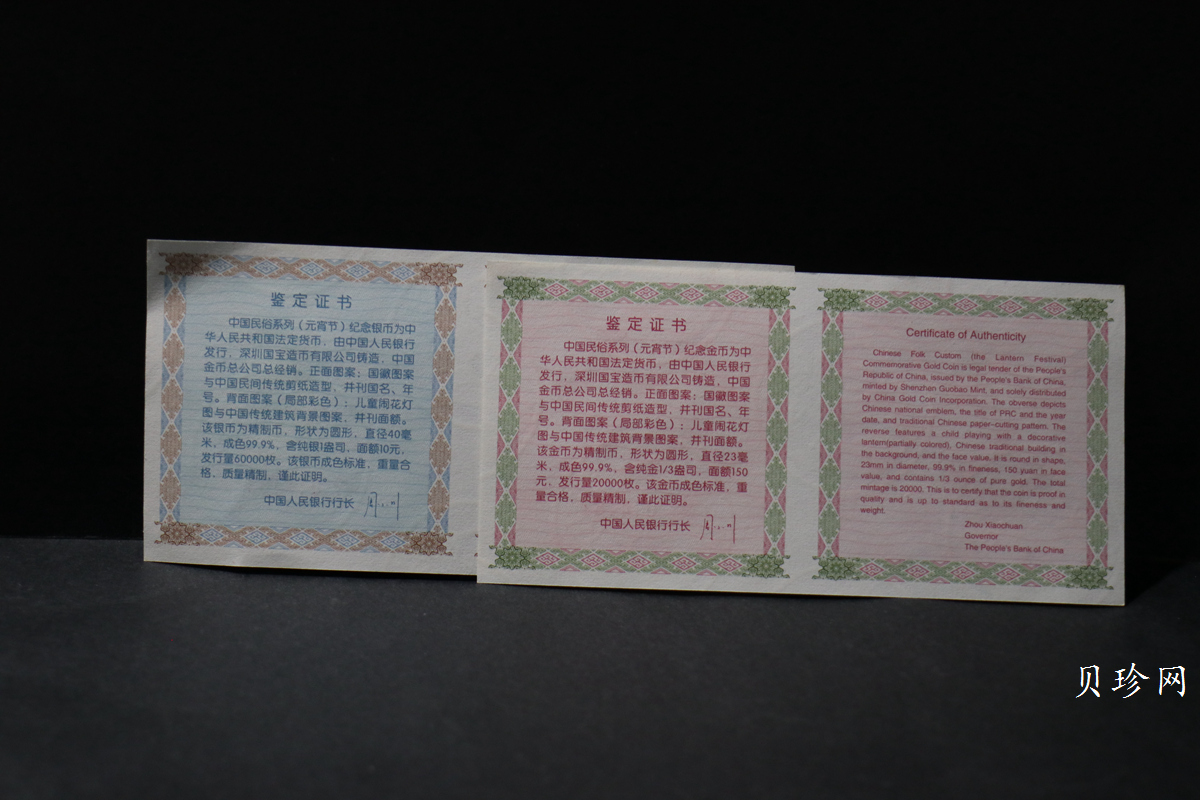 鉴定证书
中国民俗系列（元宵节）纪念银币为中
华人民共和国法定货币，由中国人民银行
发行，深圳国宝造币有限公司铸造，中国
金币总公司总经销。正面图案：国徽图案
与中国民间传统剪纸造型，并刊国名、年
号。背面图案（局部彩色）：儿童闹花灯
图与中国传统建筑背景图案，并刊面额。
该银币为精制币，形状为圆形，直径40毫
米，成色99.9%，含纯银1盎司，面额10元，
发行量60000枚。该银币成色标准，重量合
格，质量精制，谨此证明。
中国人民银行行长
鉴定证书
中国民俗系列（元宵节）纪念金币为中
华人民共和国法定货币，由中国人民银行
发行，深圳国宝造币有限公司铸造，中国
金币总公司总经销。正面图案：国徽图案
与中国民间传统剪纸造型，并刊国名、年
号。背面图案（局部彩色）：儿童闹花灯
图与中国传统建筑背景图案，并刊面额。
该金币为精制币，形状为圆形，直径23毫
米，成色99.9%，含纯金1/3盎司，面额150
元，发行量20000枚。该金币成色标准，重
量合格，质量精制，谨此证明。
中国人民银行行长
Certificate of Authenticity
Chinese Folk Custom (the Lantern Festival)
Commemorative Gold Coin is legal tender of the People's
Republic of China, issued by the People's Bank of China,
minted by Shenzhen Guobao Mint, and solely distributed
by China Gold Coin Incorporation. The obverse depicts
Chinese national emblem, the title of PRC and the year
date, and traditional Chinese paper-cutting pattern. The
reverse features a child playing with a decorative
lantern(partially colored), Chinese traditional building in
the background, and the face value. It is round in shape,
23mm in diameter, 99.9% in fineness, 150 yuan in face
value, and contains 1/3 ounce of pure gold. The total
mintage is 20000. This is to certify that the coin is proof in
quality and is up to standard as to its fineness and
weight.
Zhou Xiaochuan
Governor
The People's Bank of China
贝珍网